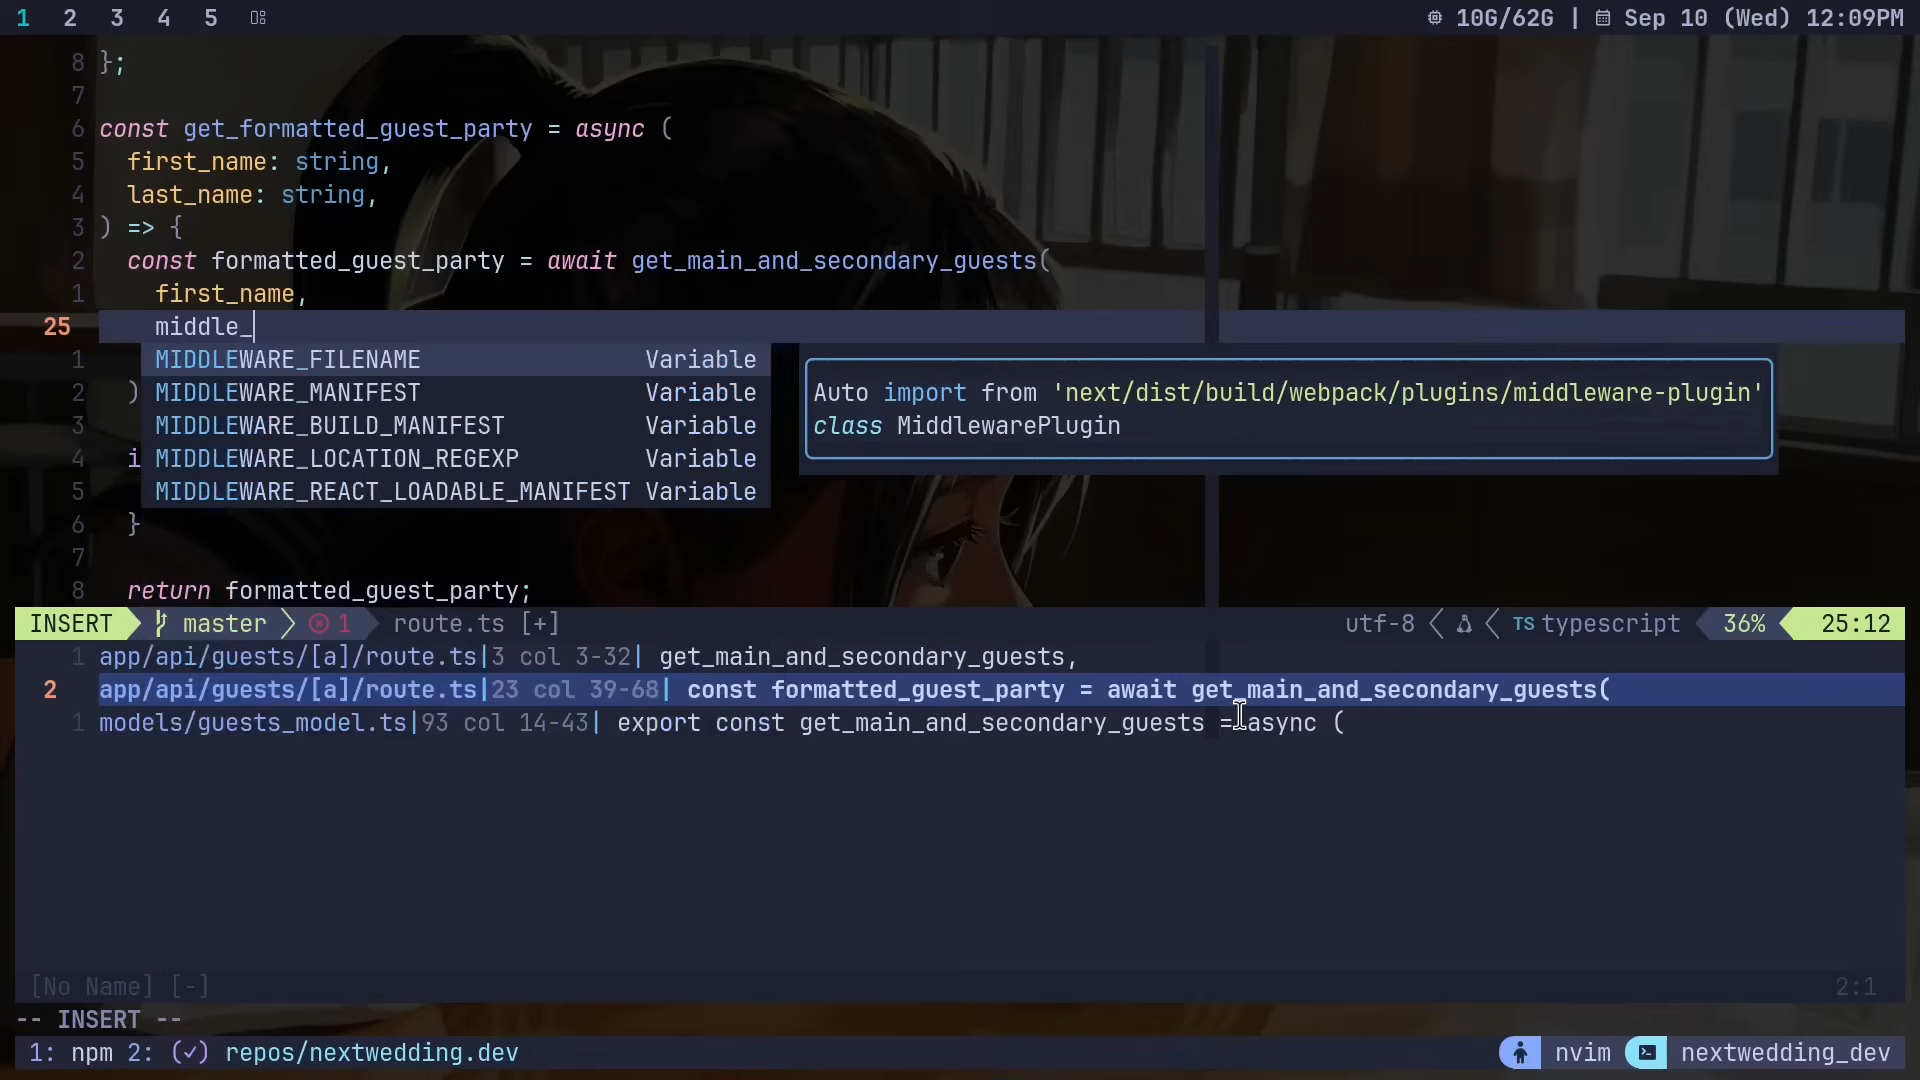 1 2 3 4 5 10G/62G | Sep 10 (Wed) 12:09PM
8 };
7
6 const get_formatted_guest_party = async (
5 first_name: string,
4 last_name: string,
3 ) => {
2 const formatted_guest_party = await get_main_and_secondary_guests(
1 first_name,
25 middle_
1 MIDDLEWARE_FILENAME Variable
2 ) MIDDLEWARE_MANIFEST Variable Auto import from 'next/dist/build/webpack/plugins/middleware-plugin'
3 MIDDLEWARE_BUILD_MANIFEST Variable class MiddlewarePlugin
4 i MIDDLEWARE_LOCATION_REGEXP Variable
5 MIDDLEWARE_REACT_LOADABLE_MANIFEST Variable
6 }
7
8 return formatted_guest_party;
INSERT master 1 route.ts [+] utf-8 TS typescript 36% 25:12
1 app/api/guests/[a]/route.ts|3 col 3-32| get_main_and_secondary_guests,
2 app/api/guests/[a]/route.ts|23 col 39-68| const formatted_guest_party = await get_main_and_secondary_guests(
1 models/guests_model.ts|93 col 14-43| export const get_main_and_secondary_guests = async (
[No Name] [-] 2:1
-- INSERT --
1: npm 2: (✓) repos/nextwedding.dev nvim nextwedding_dev